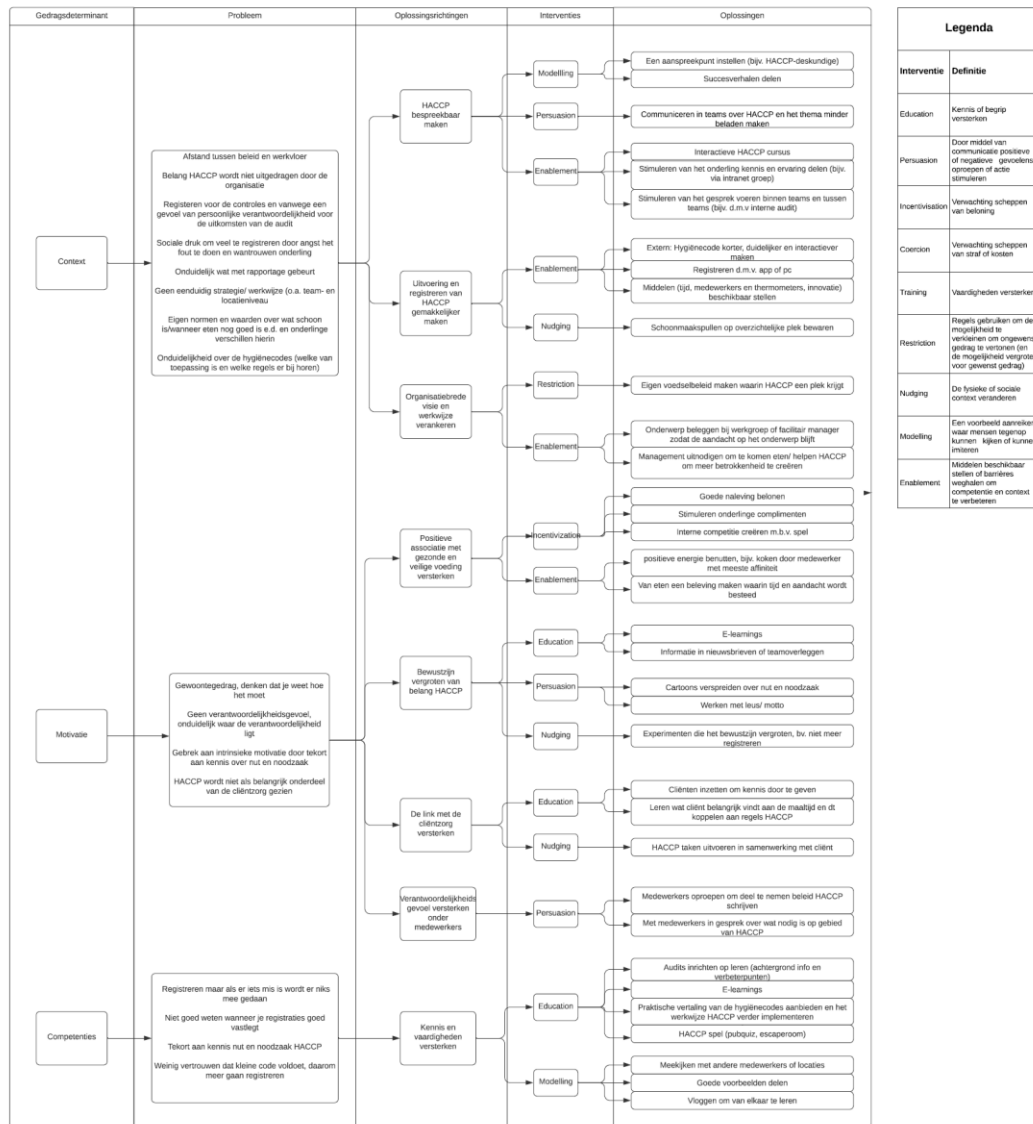 Gedragsdeterminant
Probleem
Oplossingsrichtingen
Interventies
Oplossingen
Context
Afstand tussen beleid en werkvloer
Belang HACCP wordt niet uitgedragen door de
organisatie
Registeren voor de controles en vanwege een
gevoel van persoonlijke verantwoordelijkheid voor
de uitkomsten van de audit
Sociale druk om veel te registreren door angst het
fout te doen en wantrouwen onderling
Onduidelijk wat met rapportage gebeurt
Geen eenduidig strategie/ werkwijze (o.a. team- en
locatieniveau
Eigen normen en waarden over wat schoon
is/wanneer eten nog goed is e.d. en onderlinge
verschillen hierin
Onduidelijkheid over de hygiënecodes (welke van
toepassing is en welke regels er bij horen)
HACCP
bespreekbaar
maken
Modellling
Een aanspreekpunt instellen (bijv. HACCP-deskundige)
Succesverhalen delen
Persuasion
Communiceren in teams over HACCP en het thema minder
beladen maken
Enablement
Interactieve HACCP cursus
Stimuleren van het onderling kennis en ervaring delen (bijv.
via intranet groep)
Stimuleren van het gesprek voeren binnen teams en tussen
teams (bijv. d.m.v interne audit)
Uitvoering en
registreren van
HACCP
gemakkelijker
maken
Enablement
Extern: Hygiënecode korter, duidelijker en interactiever
maken
Registreren d.m.v. app of pc
Middelen (tijd, medewerkers en thermometers, innovatie)
beschikbaar stellen
Nudging
Schoonmaakspullen op overzichtelijke plek bewaren
Organisatiebrede
visie en
werkwijze
verankeren
Restriction
Eigen voedselbeleid maken waarin HACCP een plek krijgt
Enablement
Onderwerp beleggen bij werkgroep of facilitair manager
zodat de aandacht op het onderwerp blijft
Management uitnodigen om te komen eten/ helpen HACCP
om meer betrokkenheid te creëren
Motivatie
Gewoontegedrag, denken dat je weet hoe
het moet
Geen verantwoordelijkheidsgevoel,
onduidelijk waar de verantwoordelijkheid
ligt
Gebrek aan intrinsieke motivatie door tekort
aan kennis over nut en noodzaak
HACCP wordt niet als belangrijk onderdeel
van de cliëntzorg gezien
Positieve
associatie met
gezonde en
veilige voeding
versterken
Incentivization
Goede naleving belonen
Stimuleren onderlinge complimenten
Interne competitie creëren m.b.v. spel
Enablement
positieve energie benutten, bijv. koken door medewerker
met meeste affiniteit
Van eten een beleving maken waarin tijd en aandacht wordt
besteed
Bewustzijn
vergroten van
belang HACCP
Education
E-learnings
Informatie in nieuwsbrieven of teamoverleggen
Persuasion
Cartoons verspreiden over nut en noodzaak
Werken met leus/ motto
Nudging
Experimenten die het bewustzijn vergroten, bv. niet meer
registreren
De link met de
cliëntzorg
versterken
Education
Cliënten inzetten om kennis door te geven
Leren wat cliënt belangrijk vindt aan de maaltijd en dt
koppelen aan regels HACCP
Nudging
HACCP taken uitvoeren in samenwerking met cliënt
Verantwoordelijkheids
gevoel versterken
onder
medewerkers
Persuasion
Medewerkers oproepen om deel te nemen beleid HACCP
schrijven
Met medewerkers in gesprek over wat nodig is op gebied
van HACCP
Competenties
Registreren maar als er iets mis is wordt er niks
mee gedaan
Niet goed weten wanneer je registraties goed
vastlegt
Tekort aan kennis nut en noodzaak HACCP
Weinig vertrouwen dat kleine code voldoet, daarom
meer gaan registreren
Kennis en
vaardigheden
versterken
Education
Audits inrichten op leren (achtergrond info en
verbeterpunten)
E-learnings
Praktische vertaling van de hygiënecodes aanbieden en het
werkwijze HACCP verder implementeren
HACCP spel (pubquiz, escaperoom)
Modelling
Meekijken met andere medewerkers of locaties
Goede voorbeelden delen
Vloggen om van elkaar te leren
Legenda
Interventie Definitie
Education
Kennis of begrip
versterken
Persuasion
Door middel van
communicatie positieve
of negatieve gevoelens
oproepen of actie
stimuleren
Incentivisation
Verwachting scheppen
van beloning
Coercion
Verwachting scheppen
van straf of kosten
Training
Vaardigheden versterken
Restriction
Regels gebruiken om de
mogelijkheid te
verkleinen om ongewenst
gedrag te vertonen (en
de mogelijkheid vergroten
voor gewenst gedrag)
Nudging
De fysieke of sociale
context veranderen
Modelling
Een voorbeeld aanreiken
waar mensen tegenop
kunnen kijken of kunnen
imiteren
Enablement
Middelen beschikbaar
stellen of barrières
weghalen om
competentie en context
te verbeteren